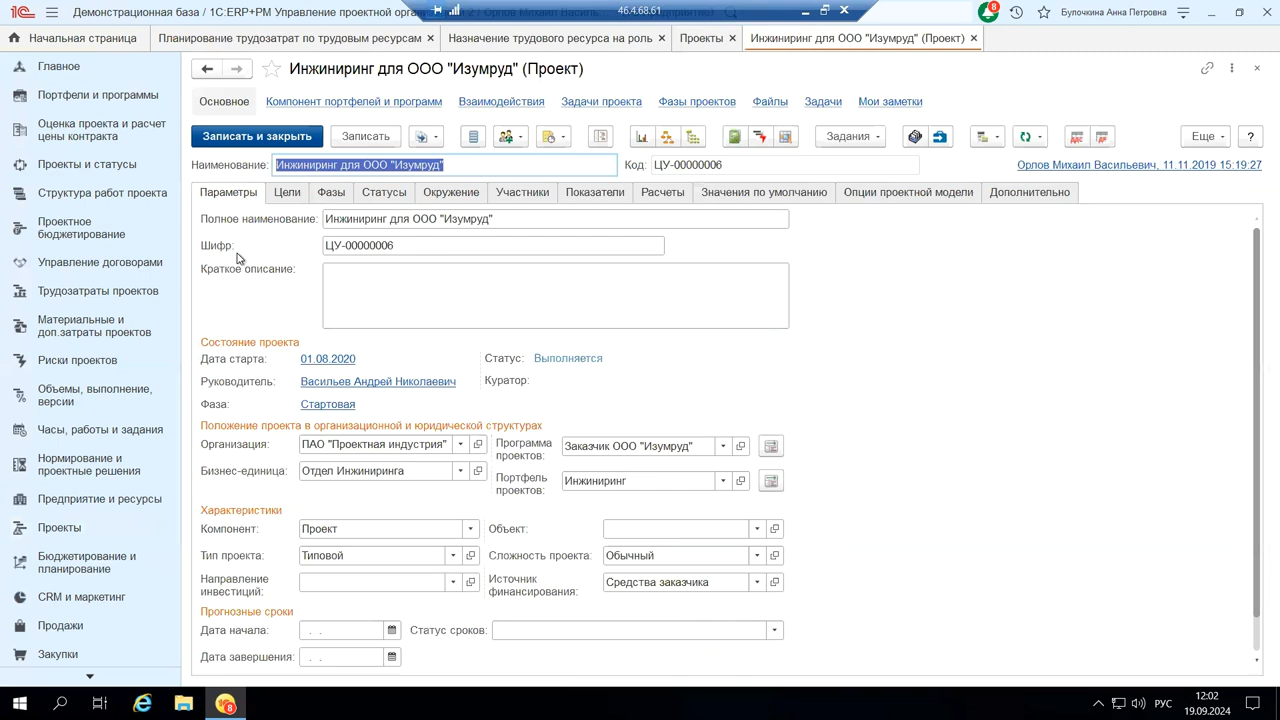 Демонстрационная база / 1С:ERP+PM Управление проектной орган
46.4.68.61
8
Булочкина Анна Петровна
Начальная страница
Планирование трудозатрат по трудовым ресурсам ×
Назначение трудового ресурса на роль ×
Проекты ×
Инжиниринг для ООО "Изумруд" (Проект) ×
Инжиниринг для ООО "Изумруд" (Проект)
Основное
Компонент портфелей и программ
Взаимодействия
Задачи проекта
Фазы проектов
Файлы
Задачи
Мои заметки
Записать и закрыть
Записать
Задания
Еще
?
Наименование: Инжиниринг для ООО "Изумруд"
Код: ЦУ-00000006
Орлов Михаил Васильевич, 11.11.2019 15:19:27
Параметры
Цели
Фазы
Статусы
Окружение
Участники
Показатели
Расчеты
Значения по умолчанию
Опции проектной модели
Дополнительно
Полное наименование: Инжиниринг для ООО "Изумруд"
Шифр: ЦУ-00000006
Краткое описание:
Состояние проекта
Дата старта: 01.08.2020
Статус: Выполняется
Руководитель: Васильев Андрей Николаевич
Куратор:
Фаза: Стартовая
Положение проекта в организационной и юридической структурах
Организация: ПАО "Проектная индустрия"
Программа
проектов: Заказчик ООО "Изумруд"
Бизнес-единица: Отдел Инжиниринга
Портфель
проектов: Инжиниринг
Характеристики
Компонент: Проект
Объект:
Тип проекта: Типовой
Сложность проекта: Обычный
Направление
инвестиций:
Источник
финансирования: Средства заказчика
Прогнозные сроки
Дата начала: . .
Статус сроков:
Дата завершения: . .
Главное
Портфели и программы
Оценка проекта и расчет
цены контракта
Проекты и статусы
Структура работ проекта
Проектное
бюджетирование
Управление договорами
Трудозатраты проектов
Материальные и
доп.затраты проектов
Риски проектов
Объемы, выполнение,
версии
Часы, работы и задания
Нормирование и
проектные решения
Предприятие и ресурсы
Проекты
Бюджетирование и
планирование
CRM и маркетинг
Продажи
Закупки
8
РУС
12:02
19.09.2024